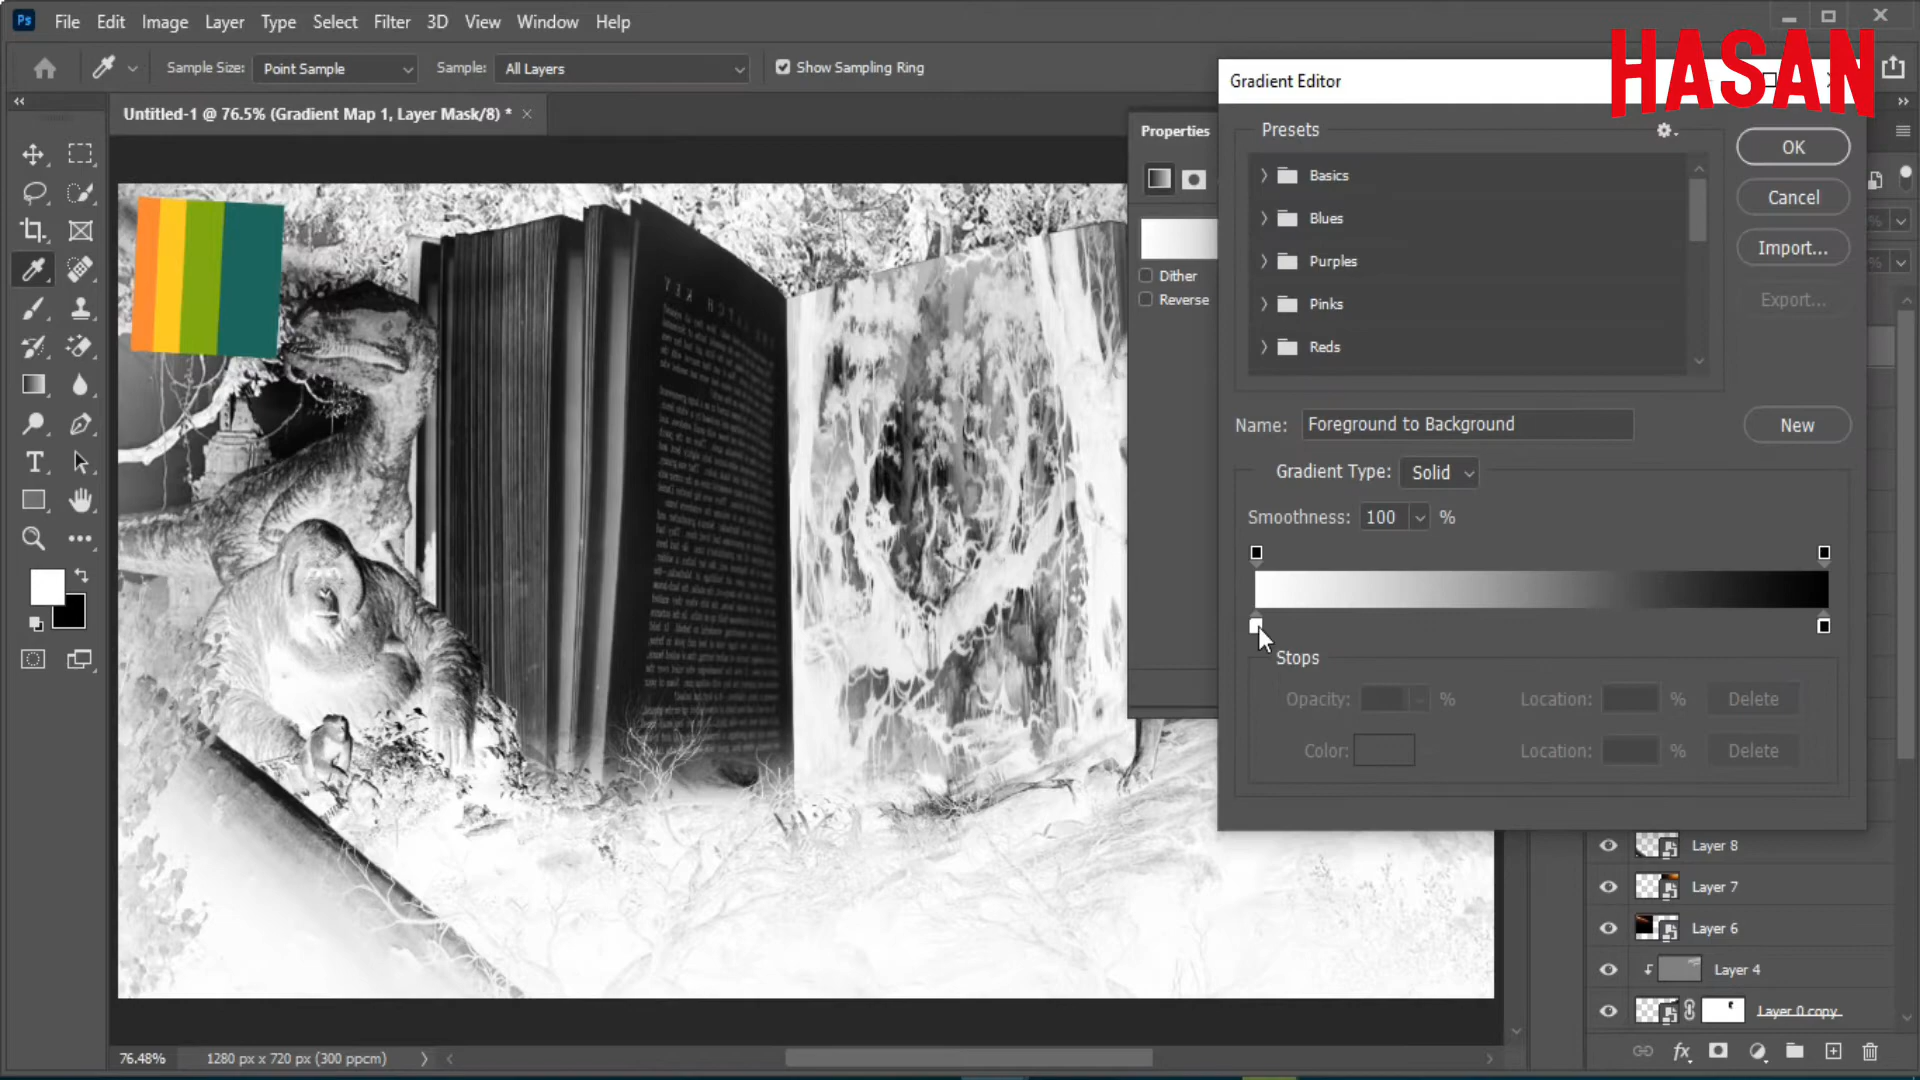 Ps File Edit Image Layer Type Select Filter 3D View Window Help
HASAN
Sample Size: Point Sample Sample: All Layers Show Sampling Ring
Untitled-1 @ 76.5% (Gradient Map 1, Layer Mask/8) *
Gradient Editor
Properties
Dither
Reverse
Presets
Basics
Blues
Purples
Pinks
Reds
OK
Cancel
Import...
Export...
Name: Foreground to Background
New
Gradient Type: Solid
Smoothness: 100 %
Stops
Opacity: % Location: % Delete
Color: Location: % Delete
Layer 8
Layer 7
Layer 6
Layer 4
Layer 0 copy
76.48% 1280 px x 720 px (300 ppcm)